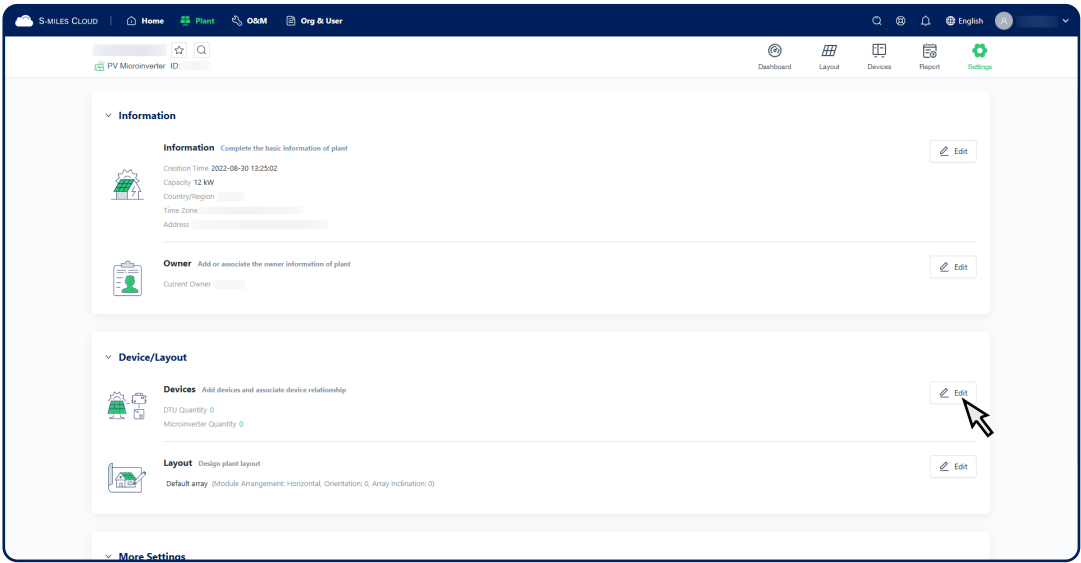 S-MILES CLOUD Home Plant O&M Org & User English A
PV Microinverter ID:
Dashboard Layout Devices Report Settings
Information
Information Complete the basic information of plant
Edit
Creation Time 2022-08-30 13:25:02
Capacity 12 kW
Country/Region
Time Zone
Address
Owner Add or associate the owner information of plant
Edit
Current Owner
Device/Layout
Devices Add devices and associate device relationship
Edit
DTU Quantity 0
Microinverter Quantity 0
Layout Design plant layout
Edit
Default array (Module Arrangement: Horizontal, Orientation: 0, Array Inclination: 0)
More Settings